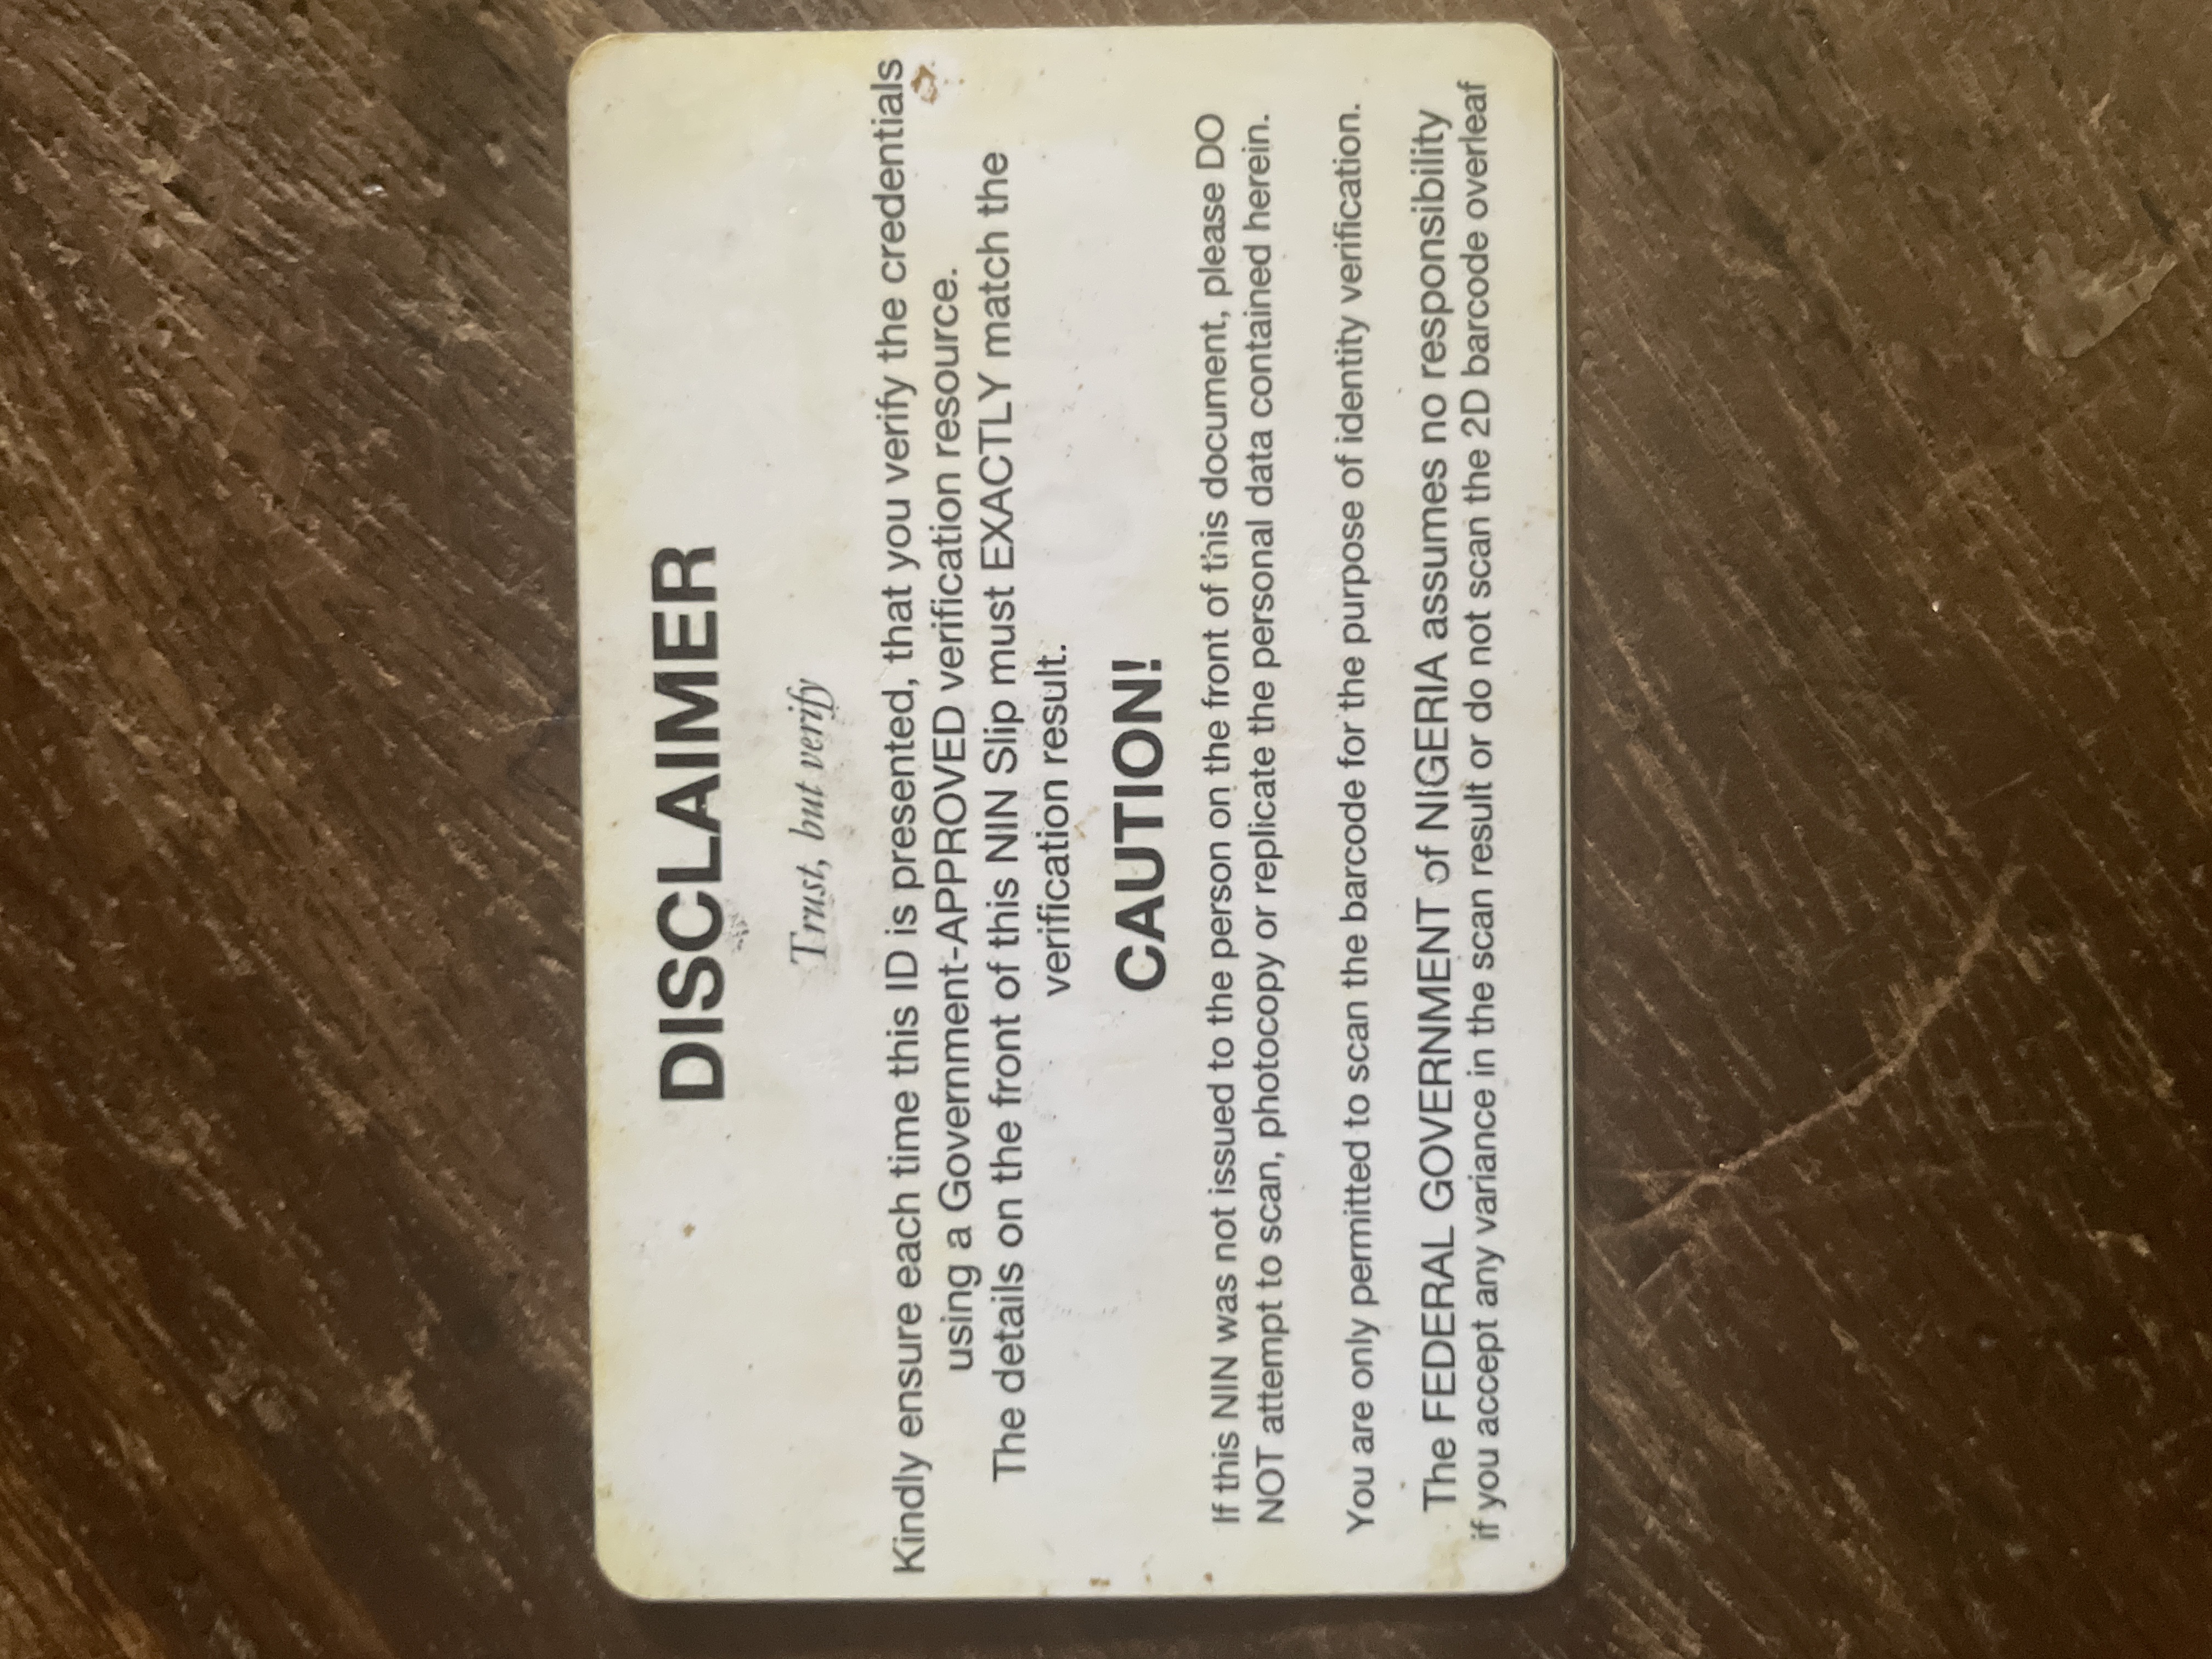 DISCLAIMER
Trust, but verify
Kindly ensure each time this ID is presented, that you verify the credentials
using a Government-APPROVED verification resource.
The details on the front of this NIN Slip must EXACTLY match the
verification result.
CAUTION!
If this NIN was not issued to the person on the front of this document, please DO
NOT attempt to scan, photocopy or replicate the personal data contained herein.
You are only permitted to scan the barcode for the purpose of identity verification.
The FEDERAL GOVERNMENT of NIGERIA assumes no responsibility
if you accept any variance in the scan result or do not scan the 2D barcode overleaf